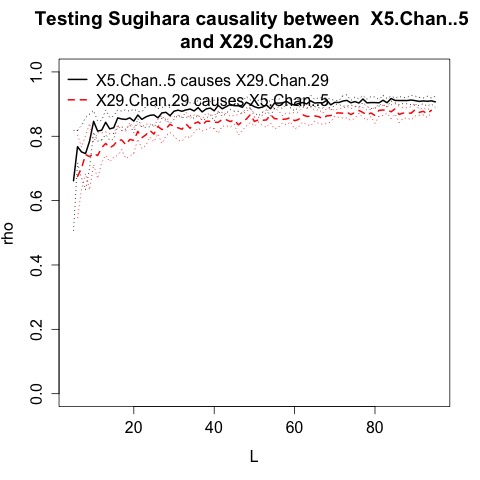 Testing Sugihara causality between X5.Chan..5
and X29.Chan.29
X5.Chan..5 causes X29.Chan.29
X29.Chan.29 causes X5.Chan..5
rho
1.0
0.8
0.6
0.4
0.2
0.0
20 40 60 80
L